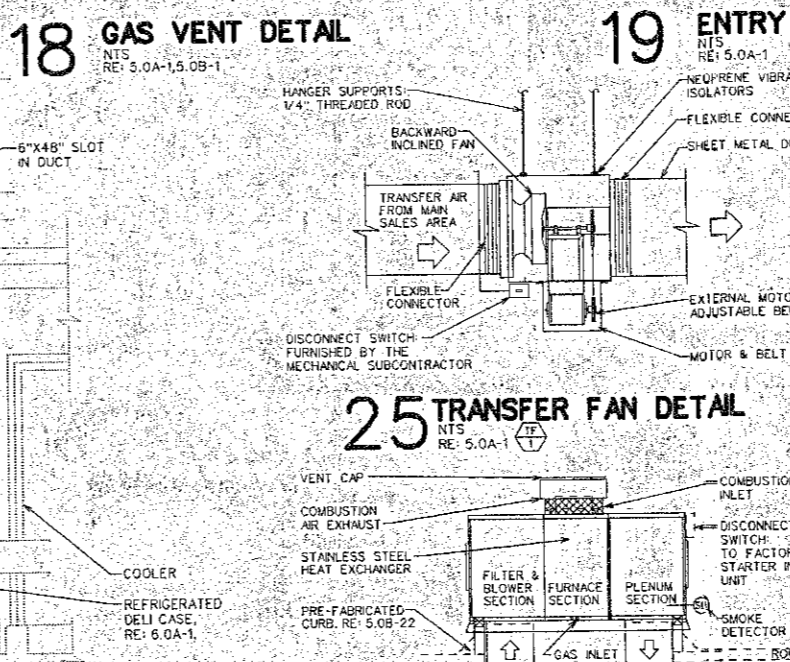 18 GAS VENT DETAIL
NTS
RE: 5.0A-1,5.0B-1
19 ENTRY
NTS
RE: 5.0A-1
6"X48" SLOT
IN DUCT
HANGER SUPPORTS:
1/4" THREADED ROD
BACKWARD
INCLINED FAN
NEOPRENE VIBRA
ISOLATORS
FLEXIBLE CONNE
SHEET METAL D
TRANSFER AIR
FROM MAIN
SALES AREA
FLEXIBLE
CONNECTOR
DISCONNECT SWITCH:
FURNISHED BY THE
MECHANICAL SUBCONTRACTOR
EXTERNAL MOTO
ADJUSTABLE BE
MOTOR & BELT
25 TRANSFER FAN DETAIL
NTS
RE: 5.0A-1
TF
1
VENT CAP
COMBUSTION
AIR EXHAUST
STAINLESS STEEL
HEAT EXCHANGER
PRE-FABRICATED
CURB. RE: 5.0B-22
FILTER &
BLOWER
SECTION
FURNACE
SECTION
PLENUM
SECTION
GAS INLET
COMBUSTION
INLET
DISCONNECT
SWITCH:
TO FACTOR
STARTER IN
UNIT
SMOKE
DETECTOR
COOLER
REFRIGERATED
DELI CASE,
RE: 6.0A-1,